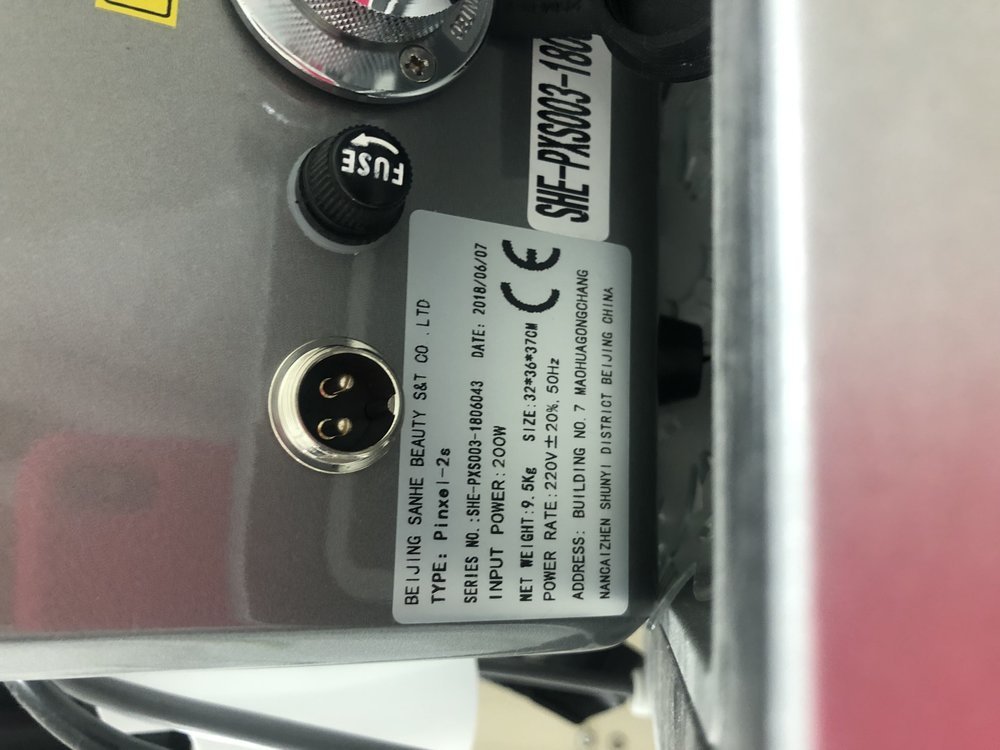 FUSE
SHE-PXS003-180
BEIJING SANHE BEAUTY S&T CO .LTD
TYPE: Pinxel-2s
SERIES NO.:SHE-PXS003-1806043 DATE: 2018/06/07
INPUT POWER:200W
NET WEIGHT:9.5Kg SIZE:32*36*37CM
CE
POWER RATE:220V±20%, 50Hz
ADDRESS: BUILDING NO.7 MAOHUAGONGCHANG
NANCAIZHEN SHUNYI DISTRICT BEIJING CHINA